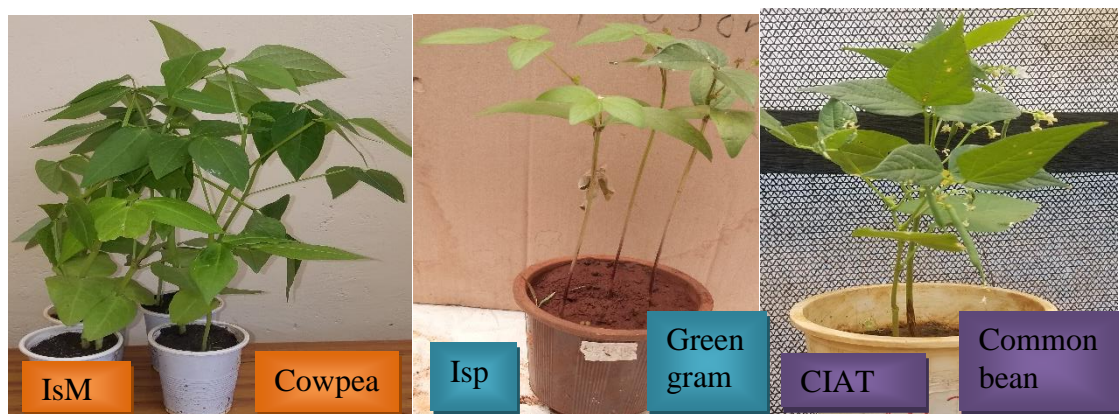 IsM
Cowpea
Isp
Green
gram
CIAT
Common
bean